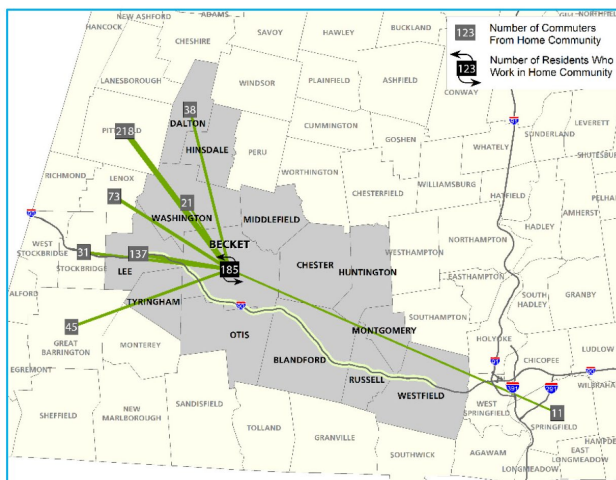 NEW ASHFORD
ADAMS
HANCOCK
SAVOY
HAWLEY
BUCKLAND
CHESHIRE
LANESBOROUGH
WINDSOR
PLAINFIELD
ASHFIELD
CONWAY
123
Number of Commuters
From Home Community
123
Number of Residents Who
Work in Home Community
38
DALTON
HINSDALE
218
PERU
CUMMINGTON
GOSHEN
WHATELY
SUNDERLAND
LEVERETT
SHUTESBURY
WORTHINGTON
RICHMOND
LENOX
73
21
WASHINGTON
MIDDLEFIELD
CHESTERFIELD
WILLIAMSBURG
HATFIELD
HADLEY
AMHERST
PELHAM
WEST
STOCKBRIDGE
31
STOCKBRIDGE
137
LEE
BECKET
185
CHESTER
HUNTINGTON
WESTHAMPTON
NORTHAMPTON
EASTHAMPTON
ALFORD
TYRINGHAM
45
GREAT
BARRINGTON
MONTEREY
OTIS
BLANDFORD
MONTGOMERY
SOUTHAMPTON
SOUTH
HADLEY
GRANBY
HOLYOKE
CHICOPEE
LUDLOW
EGREMONT
RUSSELL
WESTFIELD
WEST
SPRINGFIELD
11
SPRINGFIELD
WILBRAHAM
SHEFFIELD
NEW
MARLBOROUGH
SANDISFIELD
TOLLAND
GRANVILLE
SOUTHWICK
AGAWAM
LONGMEADOW
EAST
LONGMEADOW
HAMPDEN